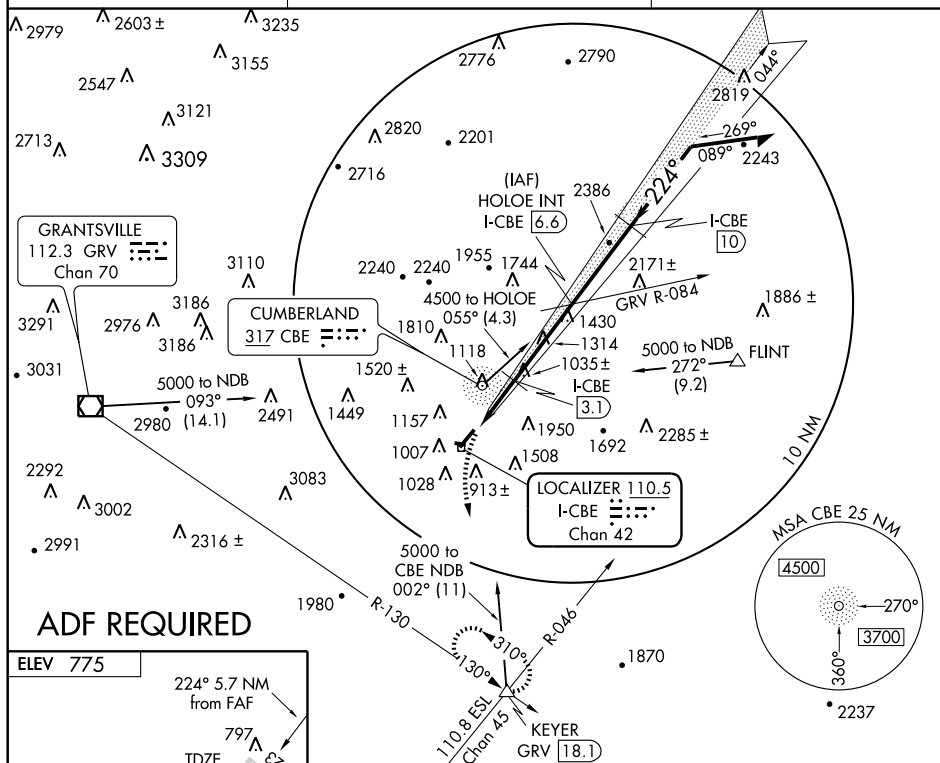 2979
2603 ±
3235
2776
2790
3155
2547
044°
2819
3121
2820
2201
2713
3309
269°
089°
2243
2716
224°
(IAF)
HOLOE INT
I-CBE 6.6
2386
I-CBE
10
GRANTSVILLE
112.3 GRV
Chan 70
3110
2240
2240
1955
1744
2171 ±
GRV R-084
4500 to HOLOE
055° (4.3)
1886 ±
3291
2976
3186
3186
CUMBERLAND
317 CBE
1810
1430
1314
1118
1035 ±
5000 to NDB
272°
(9.2)
FLINT
3031
1520 ±
I-CBE
3.1
5000 to NDB
093°
(14.1)
2980
2491
1449
1157
1950
1692
2285 ±
10 NM
1007
1508
1028
913 ±
2292
3002
3083
LOCALIZER 110.5
I-CBE
Chan 42
MSA CBE 25 NM
4500
270°
3700
360°
2991
2316 ±
5000 to
CBE NDB
002° (11)
1980
R-130
R-046
ADF REQUIRED
310°
130°
1870
ELEV 775
224° 5.7 NM
from FAF
797
TDZE
23
110.8 ESL
Chan 45
N
KEYER
GRV 18.1
2237